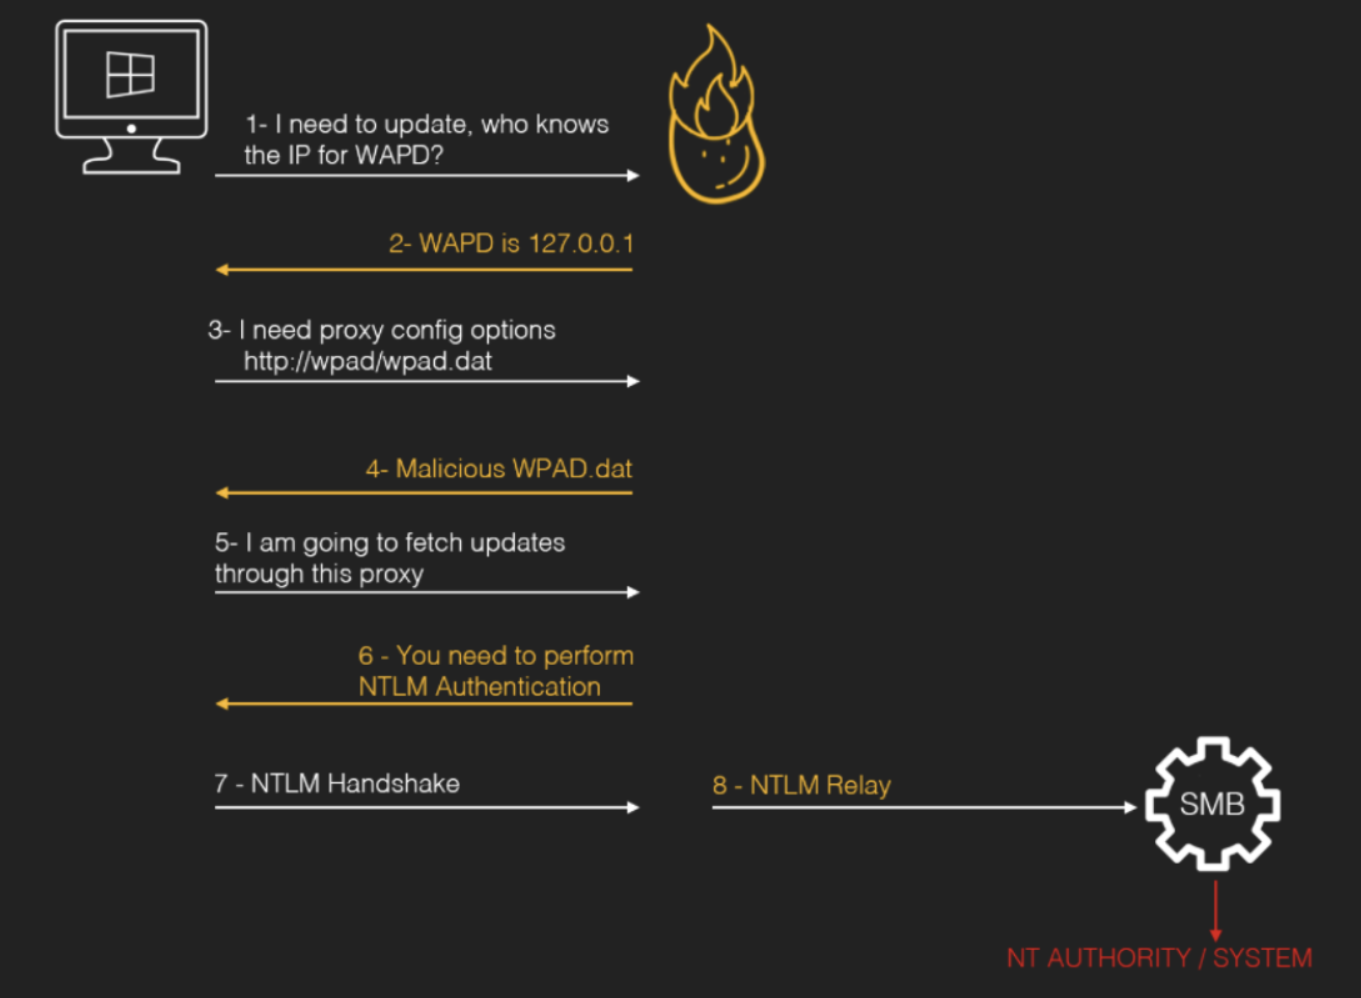 1- I need to update, who knows
the IP for WAPD?
2- WAPD is 127.0.0.1
3- I need proxy config options
http://wpad/wpad.dat
4- Malicious WPAD.dat
5- I am going to fetch updates
through this proxy
6 - You need to perform
NTLM Authentication
7 - NTLM Handshake
8 - NTLM Relay
SMB
NT AUTHORITY / SYSTEM